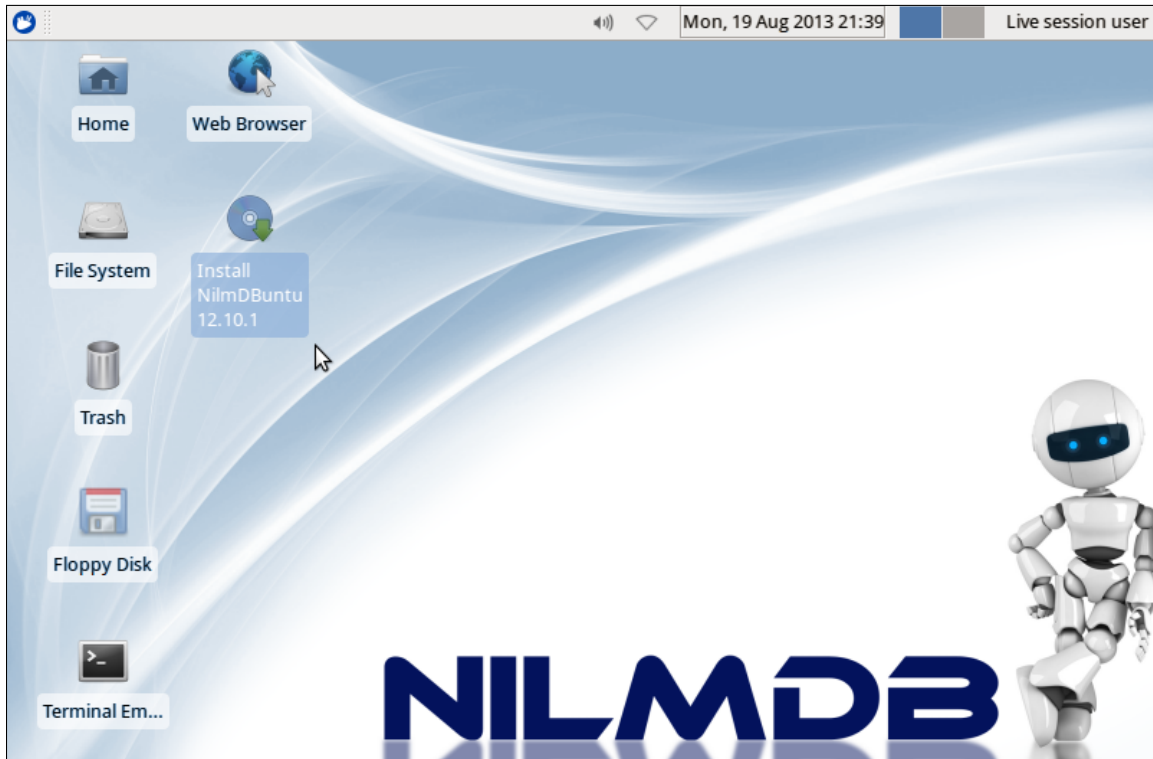 Mon, 19 Aug 2013 21:39
Live session user
Home
Web Browser
File System
Install
NilmDBuntu
12.10.1
Trash
Floppy Disk
>_
Terminal Em...
NILMDB